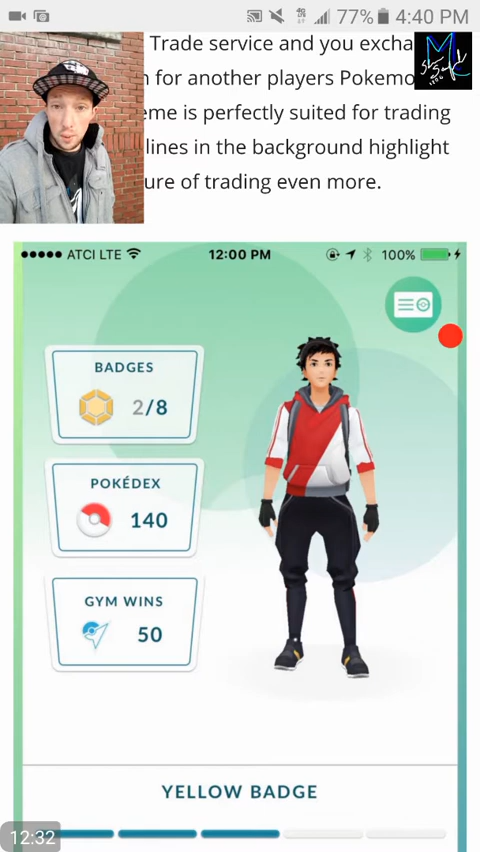 77% 4:40 PM
Trade service and you excha
n for another players Pokemo
eme is perfectly suited for trading
lines in the background highlight
ure of trading even more.
ATCI LTE 12:00 PM 100%
BADGES
2/8
POKÉDEX
140
GYM WINS
50
YELLOW BADGE
12:32